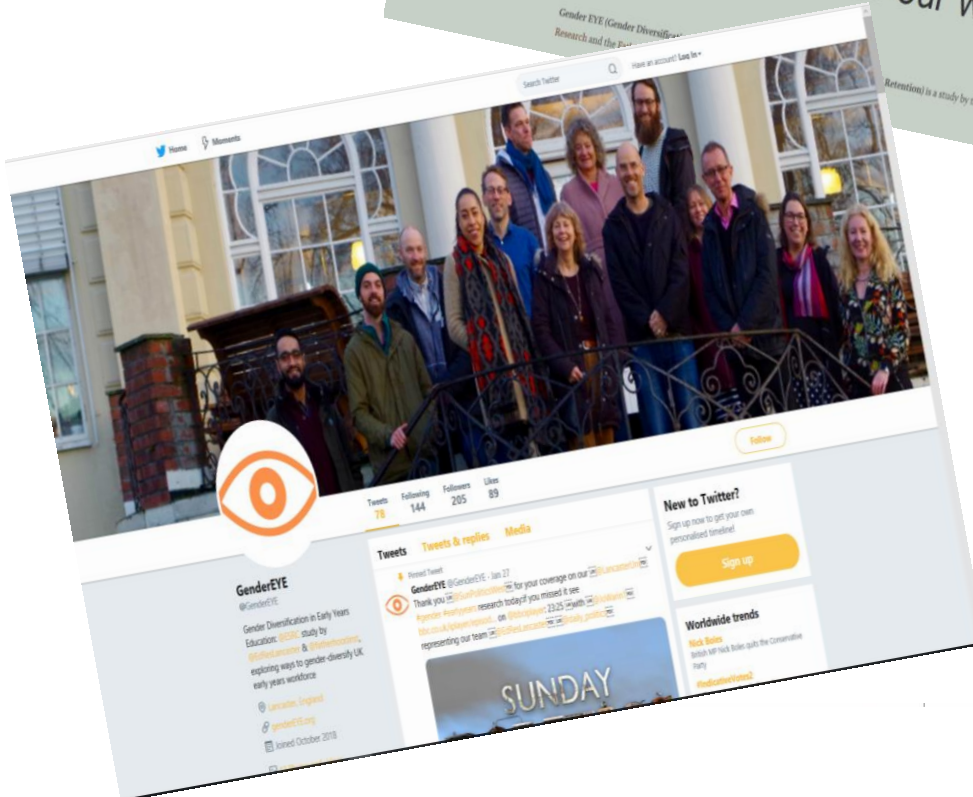 our W
Gender EYE (Gender Diversification
Research and the
Retention) is a study by
Home Moments
Search Twitter
Have an account? Log in
Tweets 78
Following 144
Followers 205
Likes 89
Follow
GenderEYE
@GenderEYE
Gender Diversification in Early Years
Education: @ESRC study by
@EdResLancaster & @fatherhoodinst,
exploring ways to gender-diversify UK
early years workforce
Lancaster, England
genderEYE.org
Joined October 2018
Tweets Tweets & replies Media
Pinned Tweet
GenderEYE @GenderEYE · Jan 27
Thank you for your coverage on our
#gender #earlyyears research today;if you missed it see
on @bbciplayer: 23:25 with
representing our team
SUNDAY
New to Twitter?
Sign up now to get your own
personalised timeline!
Sign up
Worldwide trends
Nick Boles
British MP Nick Boles quits the Conservative
Party
#IndicativeVotes2